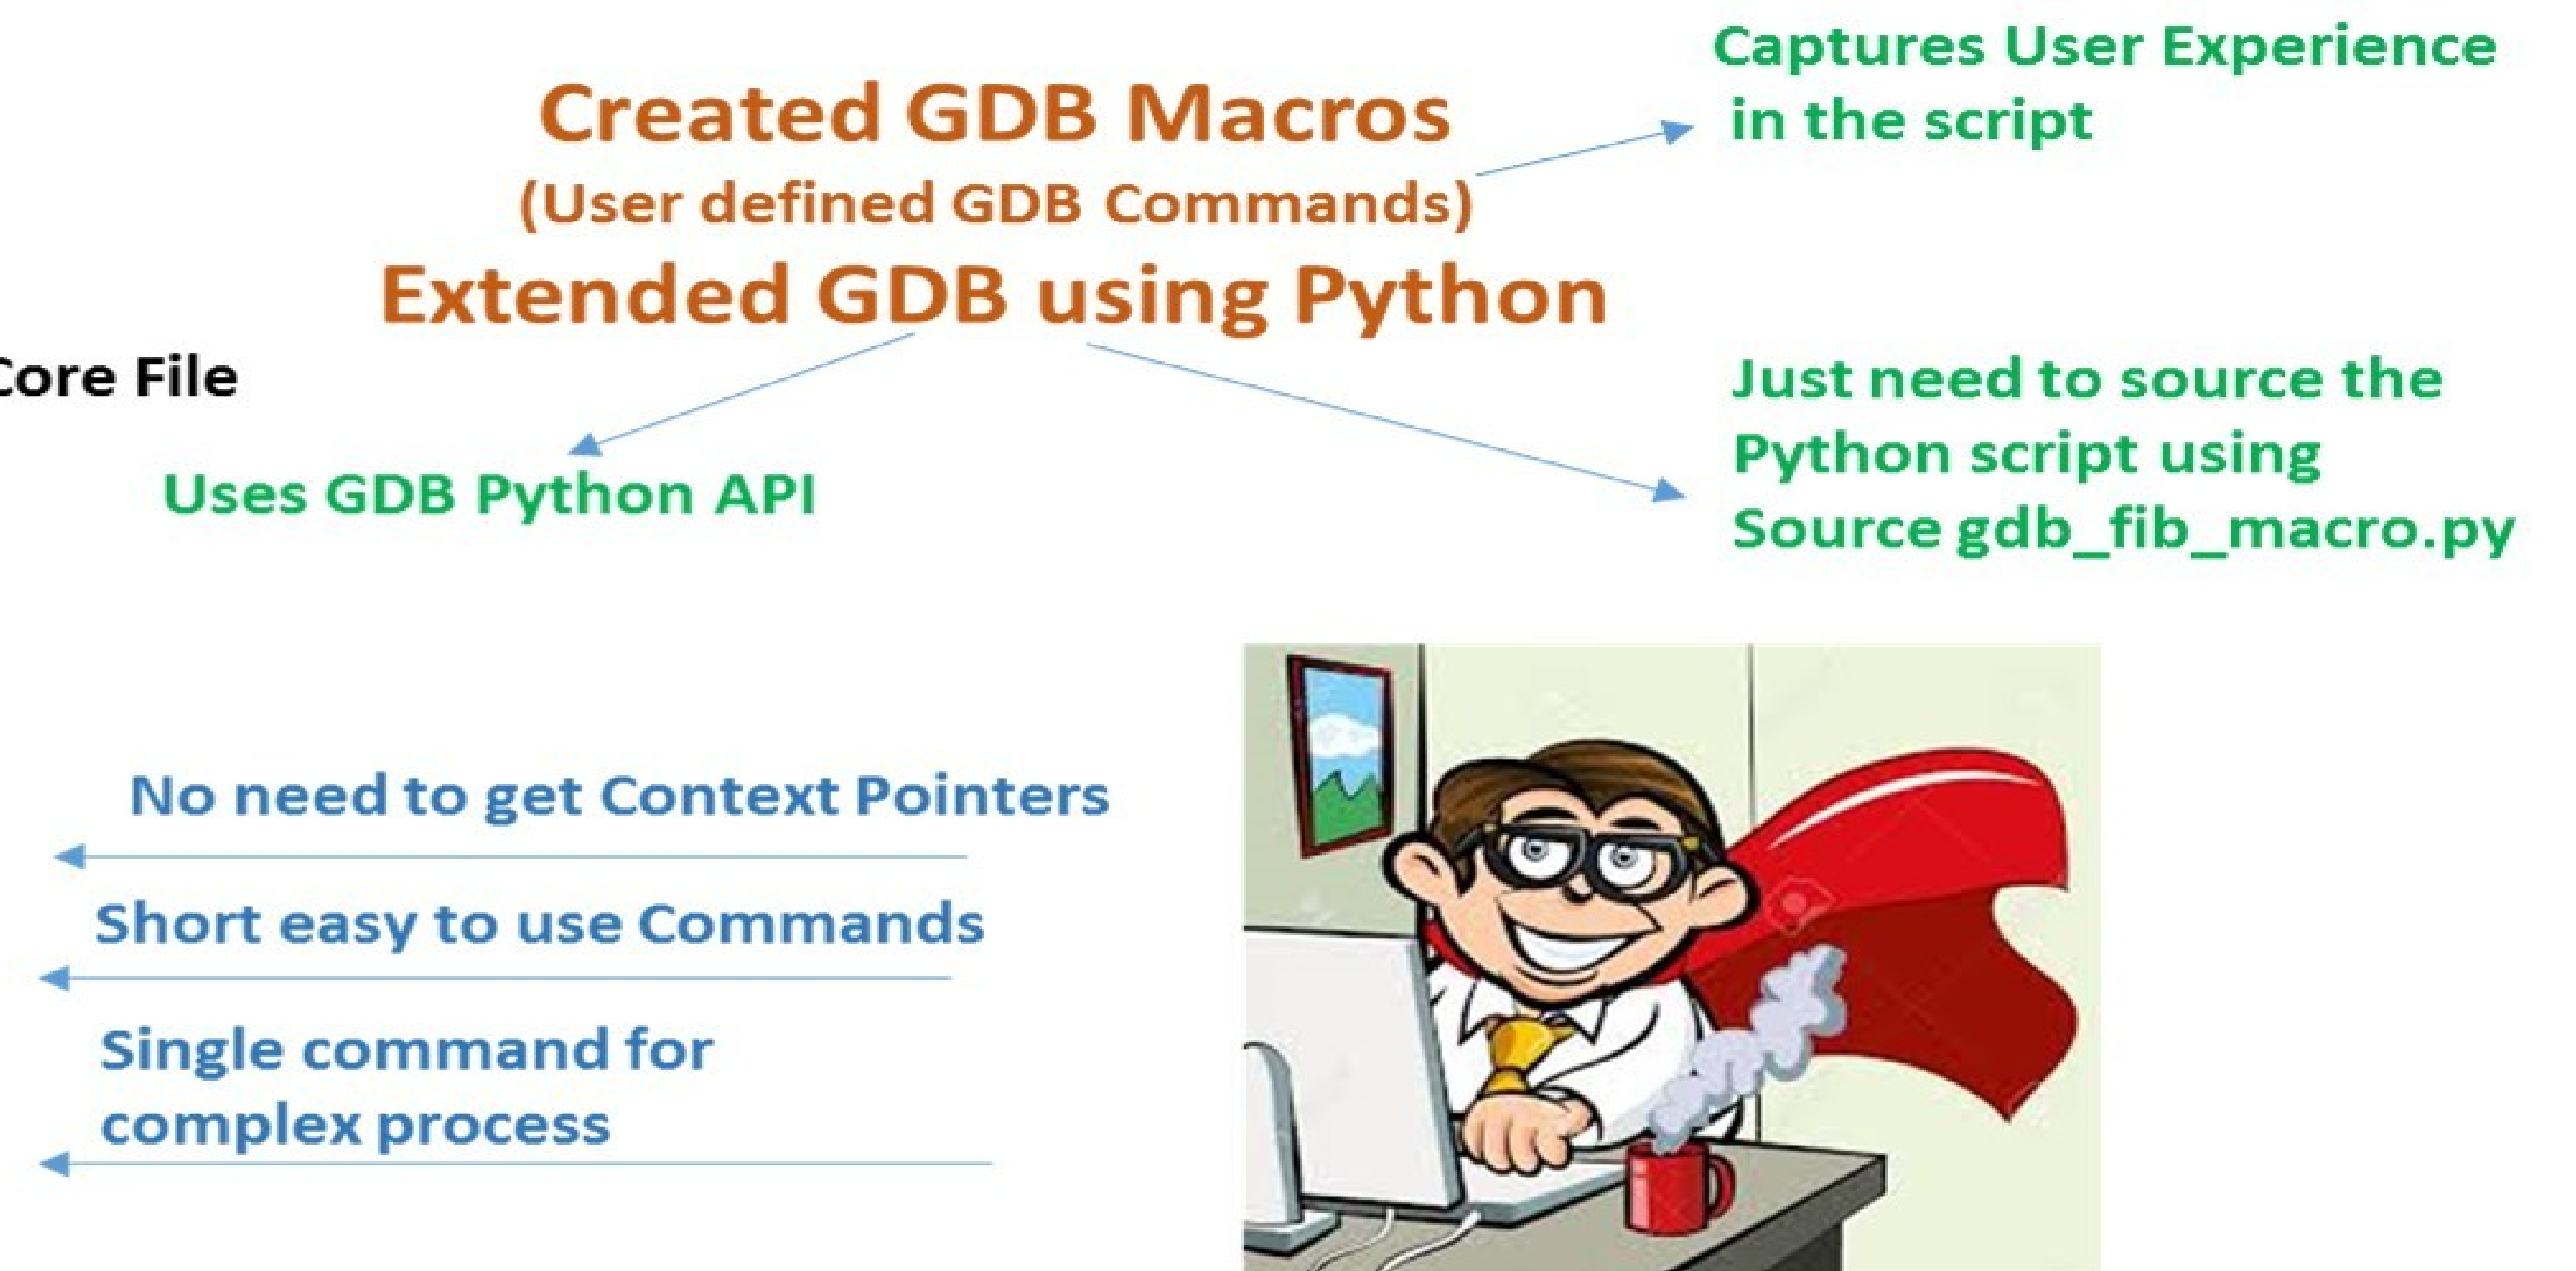 Captures User Experience
in the script
Created GDB Macros
(User defined GDB Commands)
Extended GDB using Python
Core File
Uses GDB Python API
Just need to source the
Python script using
Source gdb_fib_macro.py
No need to get Context Pointers
Short easy to use Commands
Single command for
complex process